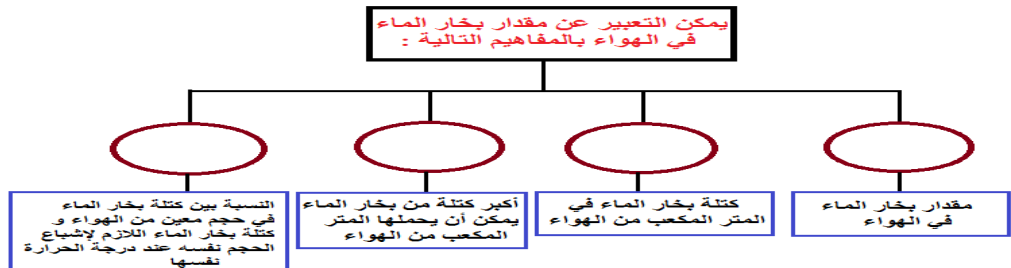 يمكن التعبير عن مقدار بخار الماء
في الهواء بالمفاهيم التالية :
مقدار بخار الماء
في الهواء
كتلة بخار الماء في
المتر المكعب من الهواء
أكبر كتلة من بخار الماء
يمكن أن يحملها المتر
المكعب من الهواء
النسبة بين كتلة بخار الماء
في حجم معين من الهواء و
كتلة بخار الماء اللازم لإشباع
الحجم نفسه عند درجة الحرارة
نفسها